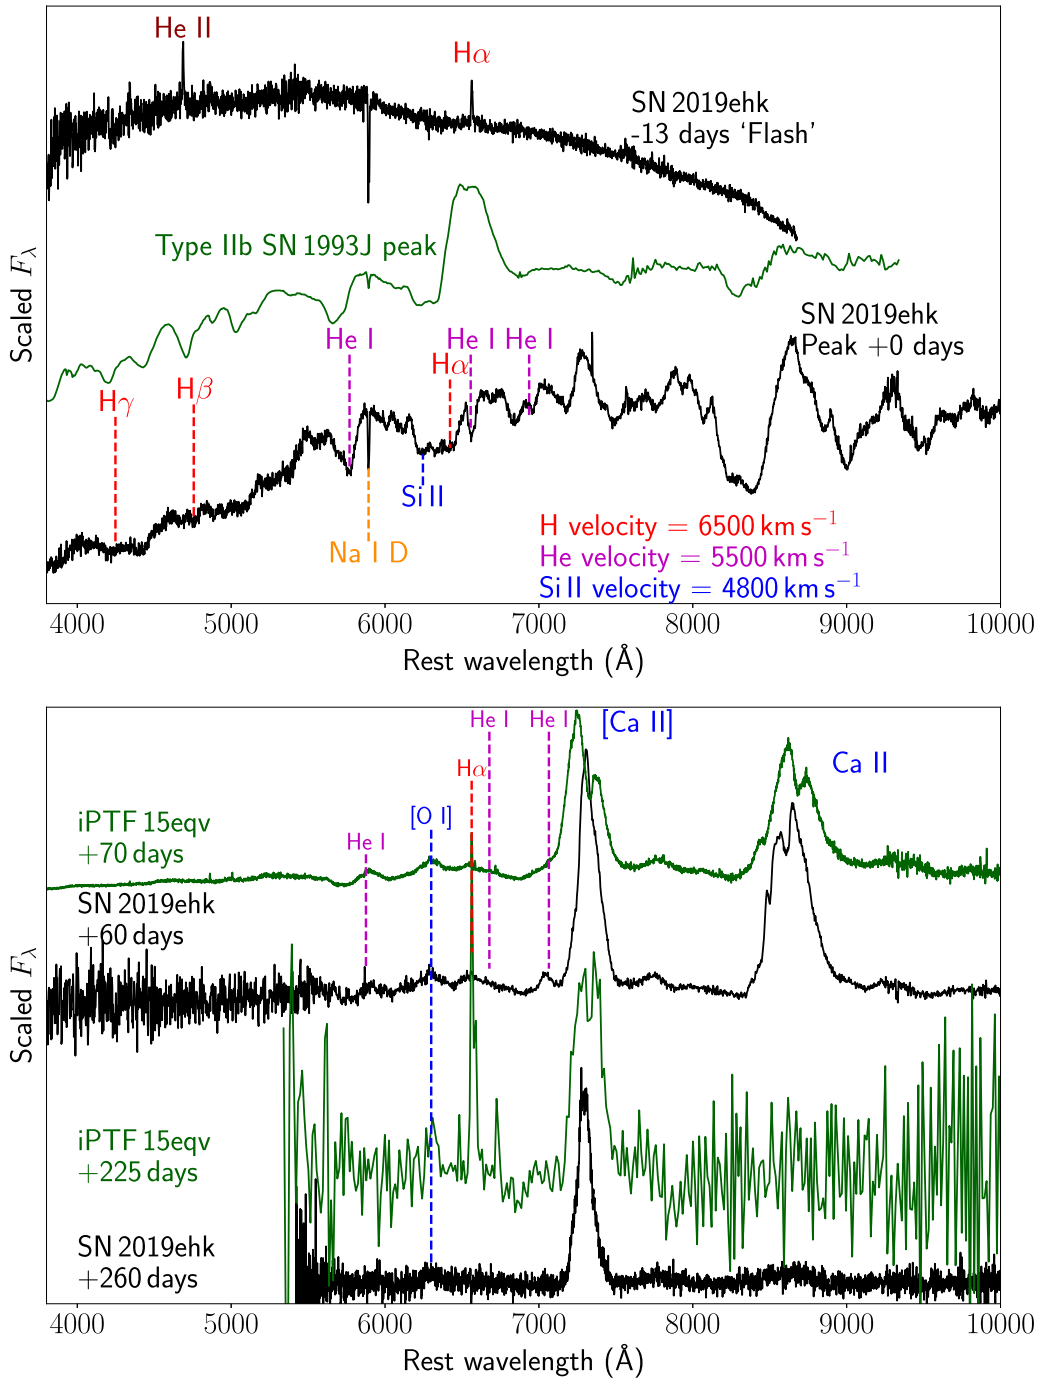 He II
Hα
SN 2019ehk
-13 days ‘Flash’
Type IIb SN 1993J peak
SN 2019ehk
Peak +0 days
He I
He I
He I
Hα
Hβ
Hγ
Si II
Na I D
H velocity = 6500 km s⁻¹
He velocity = 5500 km s⁻¹
Si II velocity = 4800 km s⁻¹
Scaled Fλ
4000 5000 6000 7000 8000 9000 10000
Rest wavelength (Å)
He I
He I
[Ca II]
Ca II
Hα
[O I]
He I
iPTF 15eqv
+70 days
SN 2019ehk
+60 days
iPTF 15eqv
+225 days
SN 2019ehk
+260 days
Scaled Fλ
4000 5000 6000 7000 8000 9000 10000
Rest wavelength (Å)